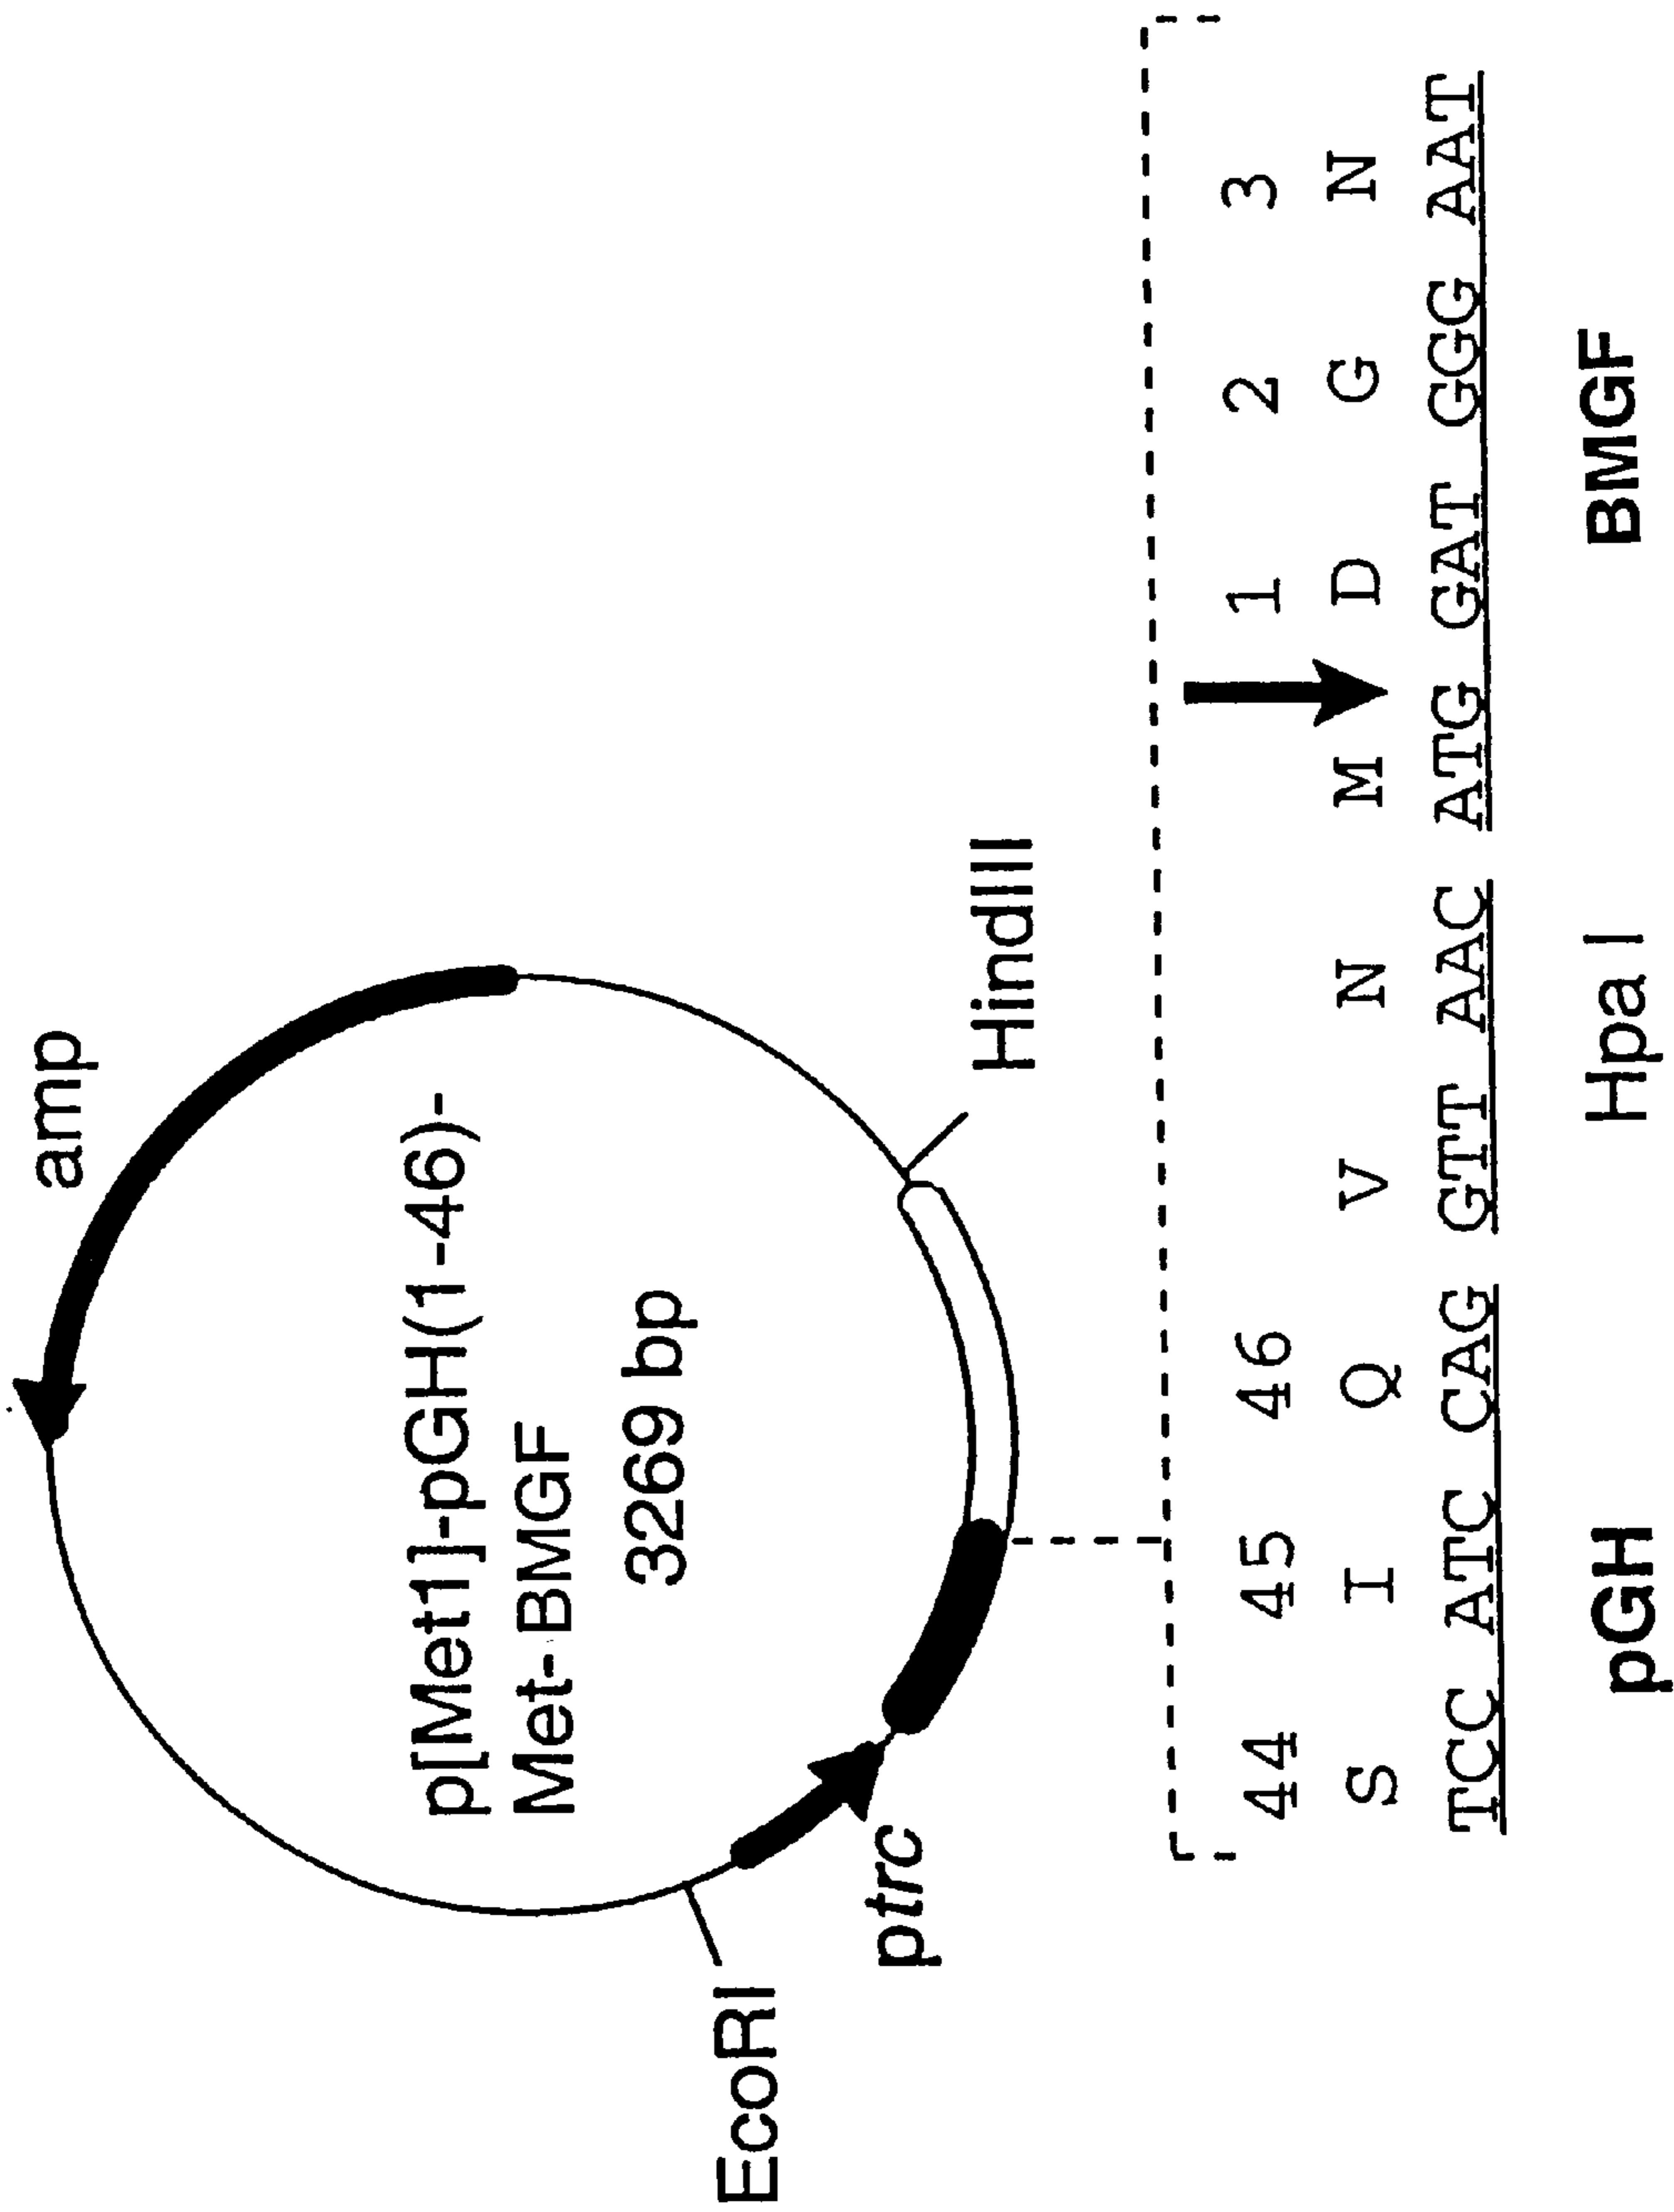 amp
p[Met1]-pGH(1-46)-
Met-BMGF
3269 bp
EcoRI
ptrc
HindIII
44 45 46 1 2 3
S I Q V N M D G N
TCC ATC CAG GTT AAC ATG GAT GGG AAT
pGH Hpa I BMGF